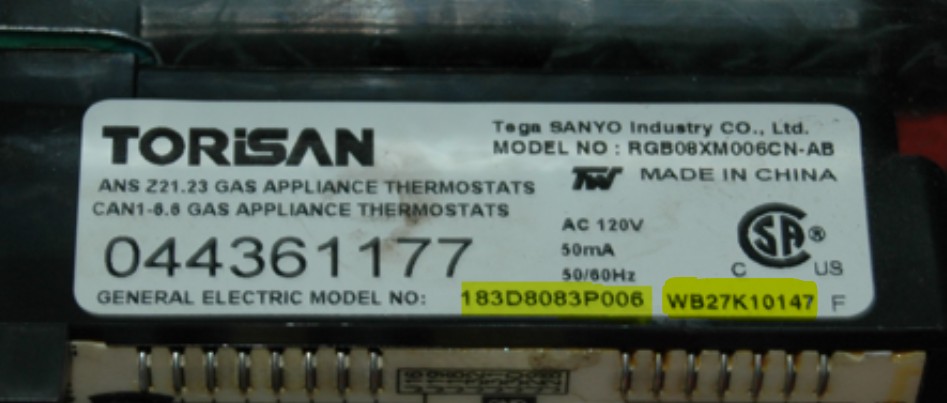 TORiSAN
Tega SANYO Industry CO., Ltd.
MODEL NO : RGB08XM006CN-AB
MADE IN CHINA
ANS Z21.23 GAS APPLIANCE THERMOSTATS
CAN1-6.6 GAS APPLIANCE THERMOSTATS
044361177
AC 120V
50mA
50/60Hz
SA ®
C US
GENERAL ELECTRIC MODEL NO: 183D8083P006 WB27K10147 F